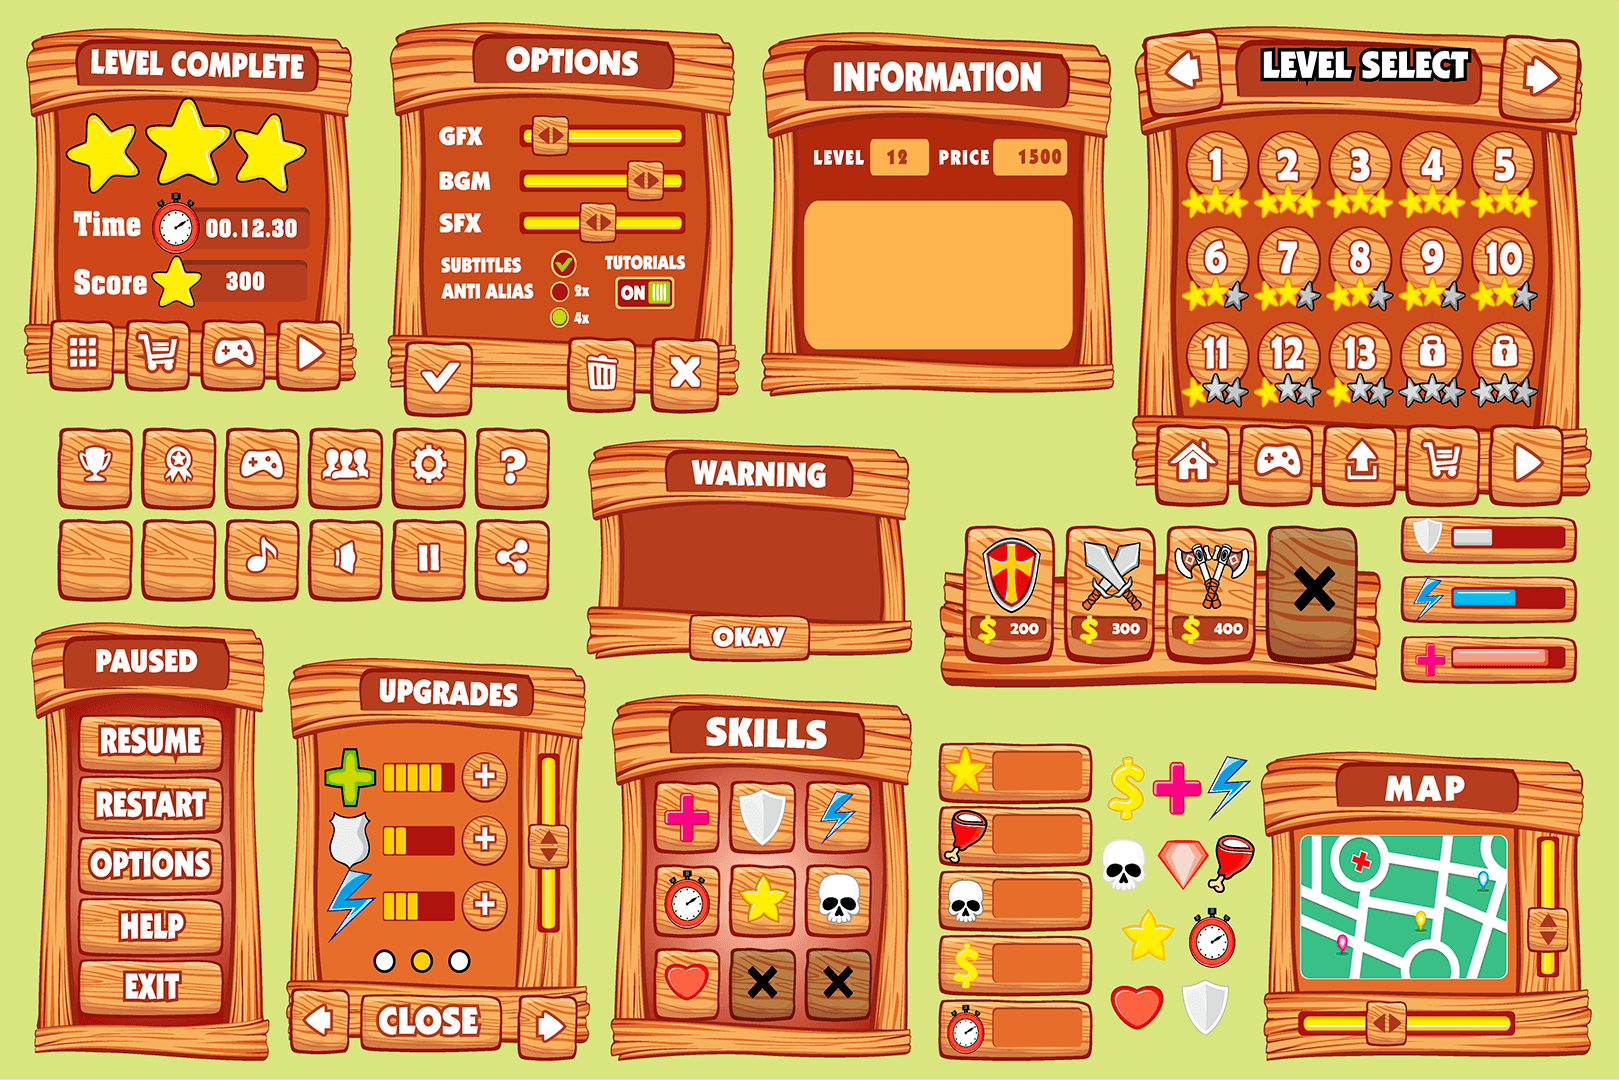 LEVEL COMPLETE
Time 00.12.30
Score 300
OPTIONS
GFX
BGM
SFX
SUBTITLES
ANTI ALIAS 2x
4x
TUTORIALS
ON
INFORMATION
LEVEL 12 PRICE 1500
LEVEL SELECT
1 2 3 4 5
6 7 8 9 10
11 12 13
?
WARNING
OKAY
$ 200 $ 300 $ 400
PAUSED
RESUME
RESTART
OPTIONS
HELP
EXIT
UPGRADES
CLOSE
SKILLS
$
$
MAP